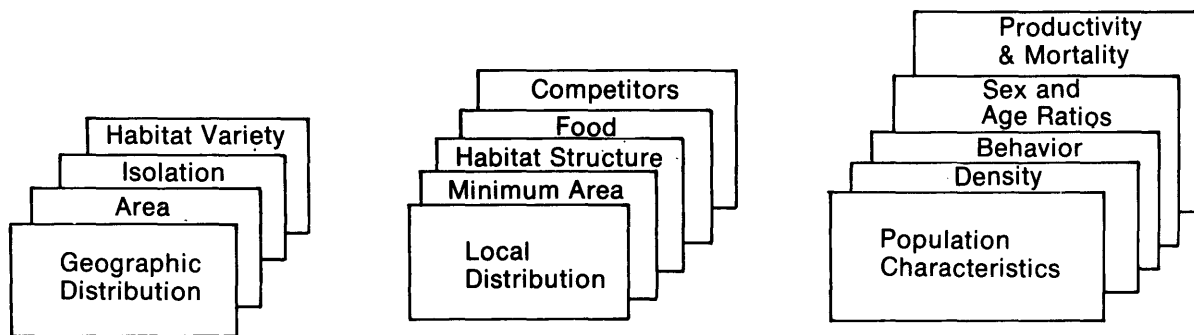 Habitat Variety
Isolation
Area
Geographic
Distribution
Competitors
Food
Habitat Structure
Minimum Area
Local
Distribution
Productivity
& Mortality
Sex and
Age Ratios
Behavior
Density
Population
Characteristics